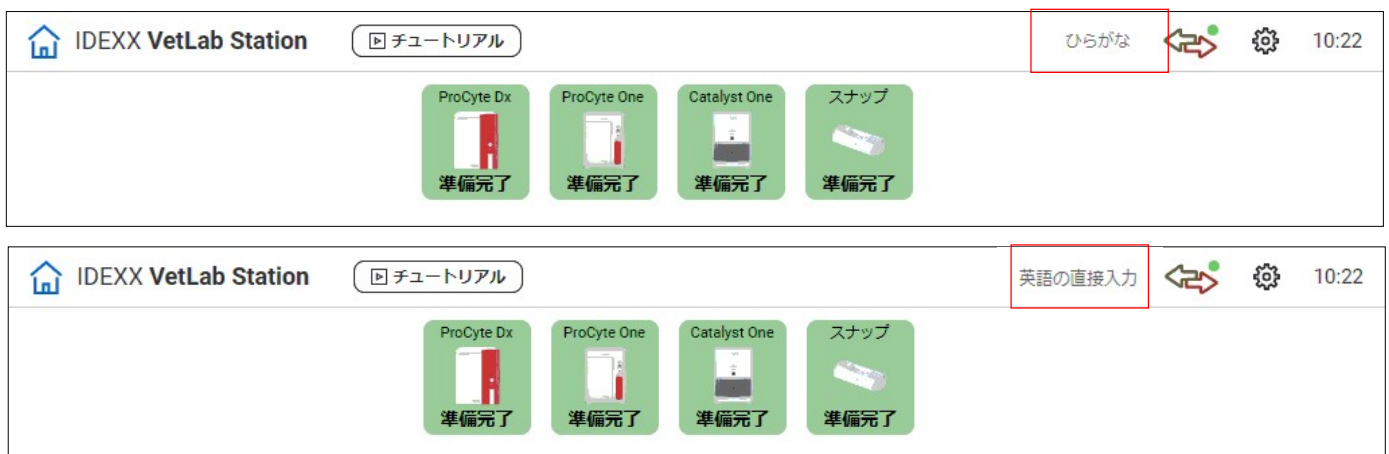 IDEXX VetLab Station チュートリアル ひらがな 10:22
ProCyte Dx ProCyte One Catalyst One スナップ
準備完了 準備完了 準備完了 準備完了
IDEXX VetLab Station チュートリアル 英語の直接入力 10:22
ProCyte Dx ProCyte One Catalyst One スナップ
準備完了 準備完了 準備完了 準備完了